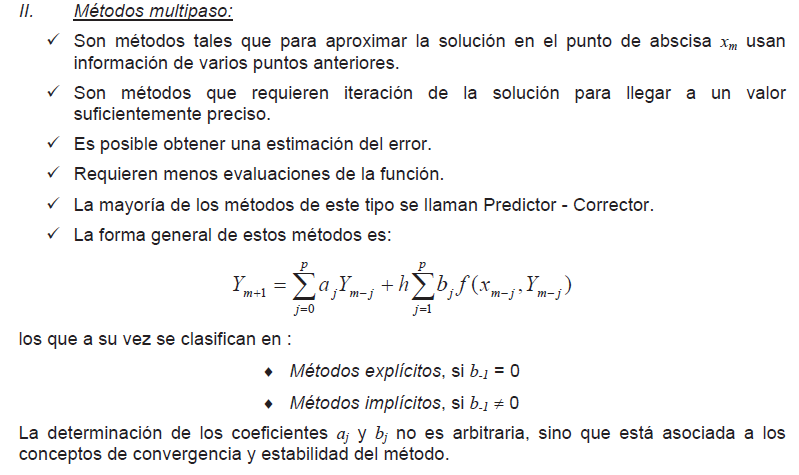 II. Métodos multipaso:
✓ Son métodos tales que para aproximar la solución en el punto de abscisa xₘ usan
información de varios puntos anteriores.
✓ Son métodos que requieren iteración de la solución para llegar a un valor
suficientemente preciso.
✓ Es posible obtener una estimación del error.
✓ Requieren menos evaluaciones de la función.
✓ La mayoría de los métodos de este tipo se llaman Predictor - Corrector.
✓ La forma general de estos métodos es:
Y_{m+1} = \sum_{j=0}^{p} a_j Y_{m-j} + h \sum_{j=1}^{p} b_j f(x_{m-j}, Y_{m-j})
los que a su vez se clasifican en :
♦ Métodos explícitos, si b₋₁ = 0
♦ Métodos implícitos, si b₋₁ ≠ 0
La determinación de los coeficientes aⱼ y bⱼ no es arbitraria, sino que está asociada a los
conceptos de convergencia y estabilidad del método.